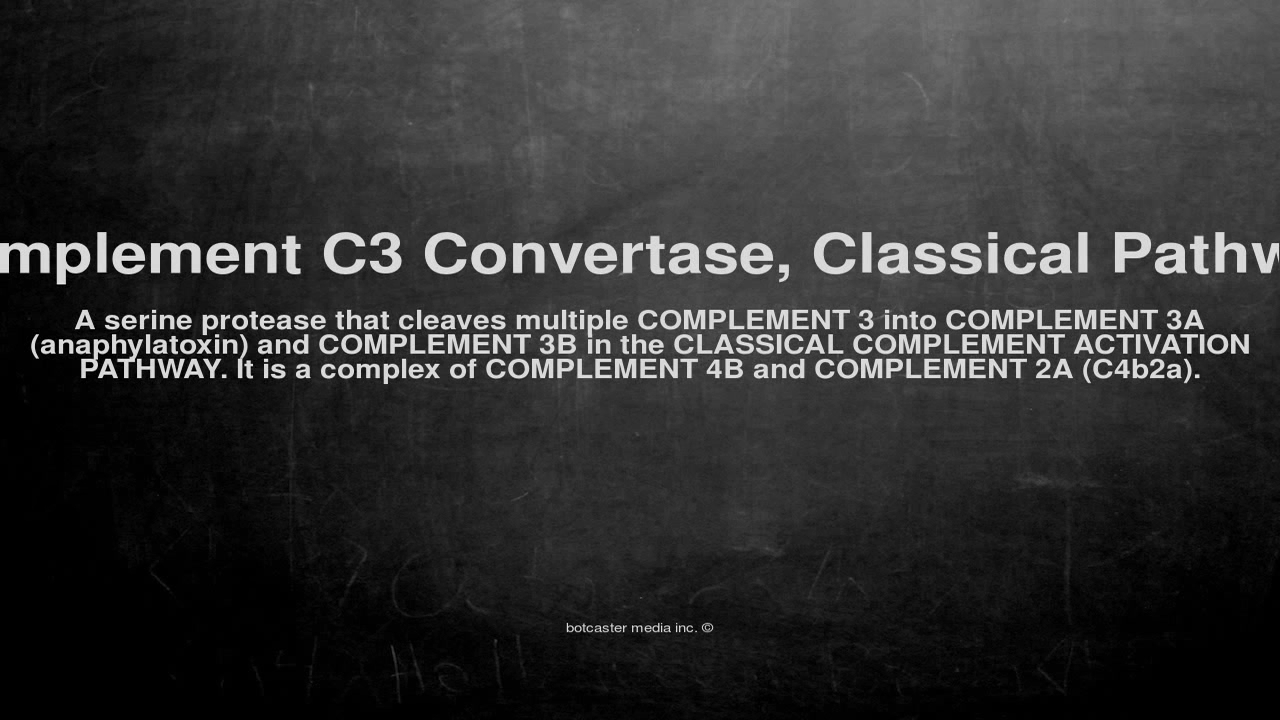 mplement C3 Convertase, Classical Pathw
A serine protease that cleaves multiple COMPLEMENT 3 into COMPLEMENT 3A
(anaphylatoxin) and COMPLEMENT 3B in the CLASSICAL COMPLEMENT ACTIVATION
PATHWAY. It is a complex of COMPLEMENT 4B and COMPLEMENT 2A (C4b2a).
botcaster media inc. ©